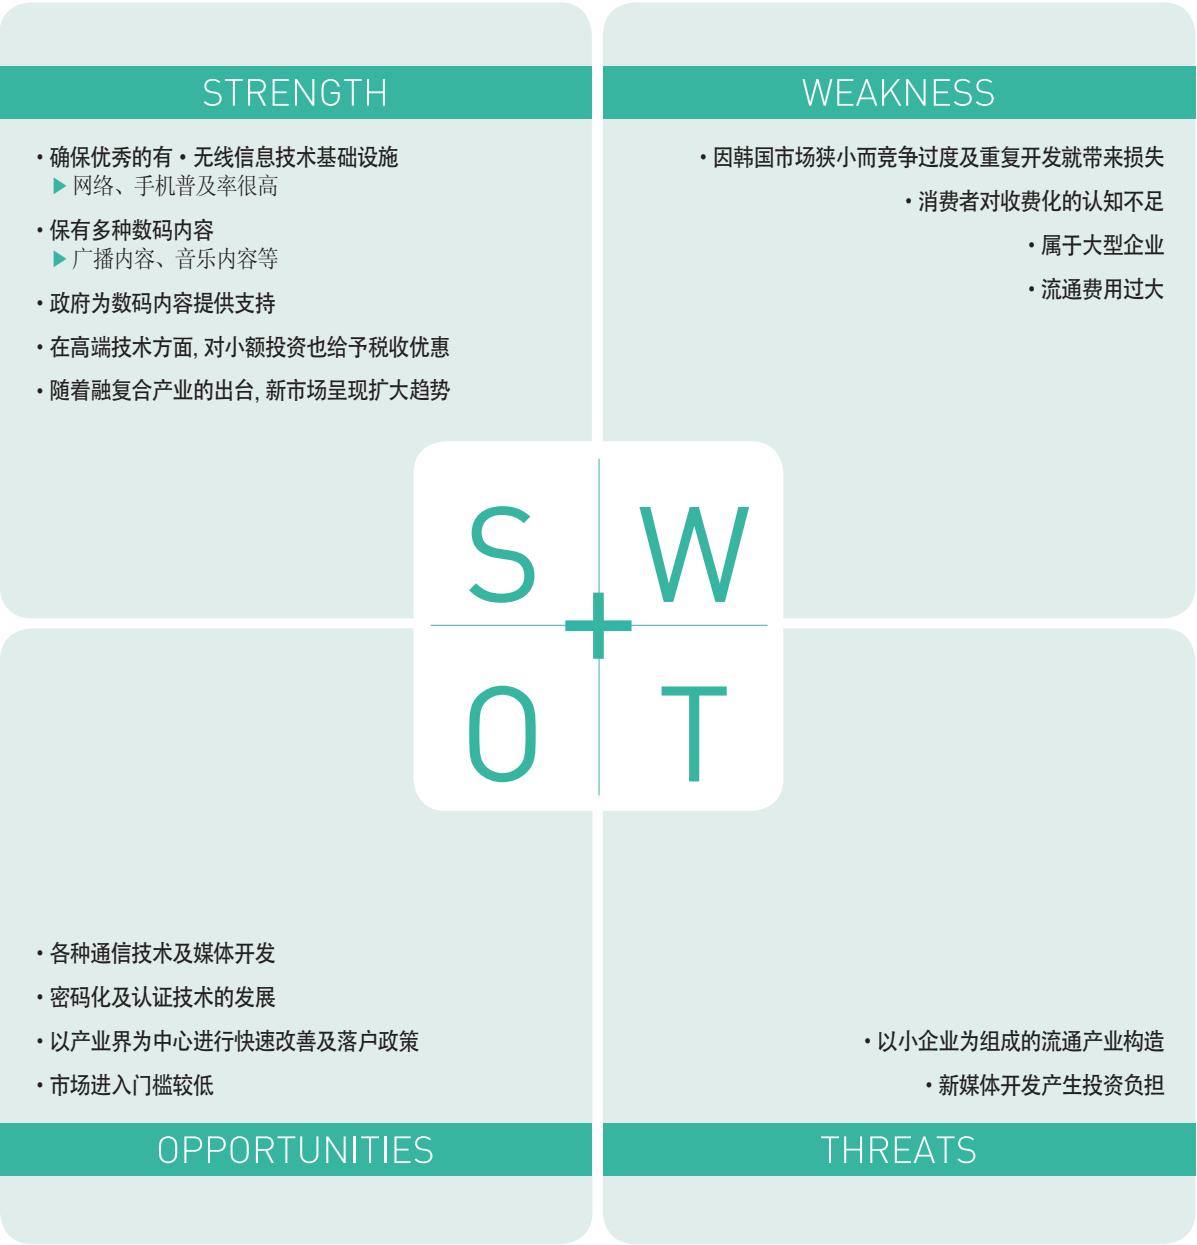 STRENGTH
・确保优秀的有・无线信息技术基础设施
▶ 网络、手机普及率很高
・保有多种数码内容
▶ 广播内容、音乐内容等
・政府为数码内容提供支持
・在高端技术方面, 对小额投资也给予税收优惠
・随着融复合产业的出台, 新市场呈现扩大趋势
WEAKNESS
・因韩国市场狭小而竞争过度及重复开发就带来损失
・消费者对收费化的认知不足
・属于大型企业
・流通费用过大
S W
O T
・各种通信技术及媒体开发
・密码化及认证技术的发展
・以产业界为中心进行快速改善及落户政策
・市场进入门槛较低
OPPORTUNITIES
・以小企业为组成的流通产业构造
・新媒体开发产生投资负担
THREATS